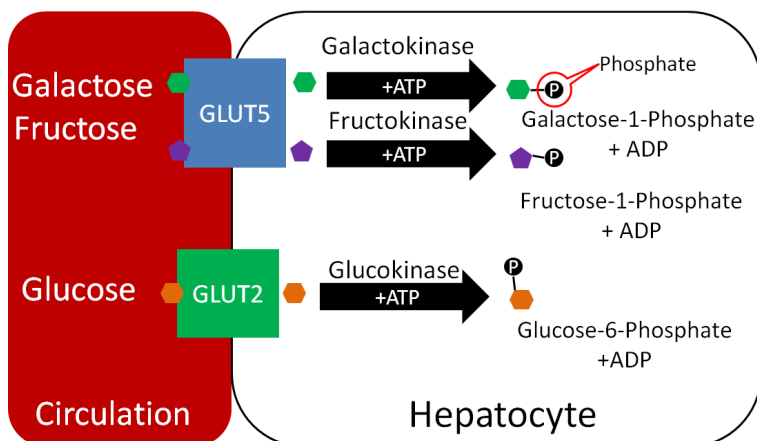 Galactose
Fructose
Glucose
Circulation
GLUT5
GLUT2
Galactokinase
+ATP
Fructokinase
+ATP
Glucokinase
+ATP
Phosphate
P
Galactose-1-Phosphate
+ ADP
P
Fructose-1-Phosphate
+ ADP
P
Glucose-6-Phosphate
+ADP
Hepatocyte